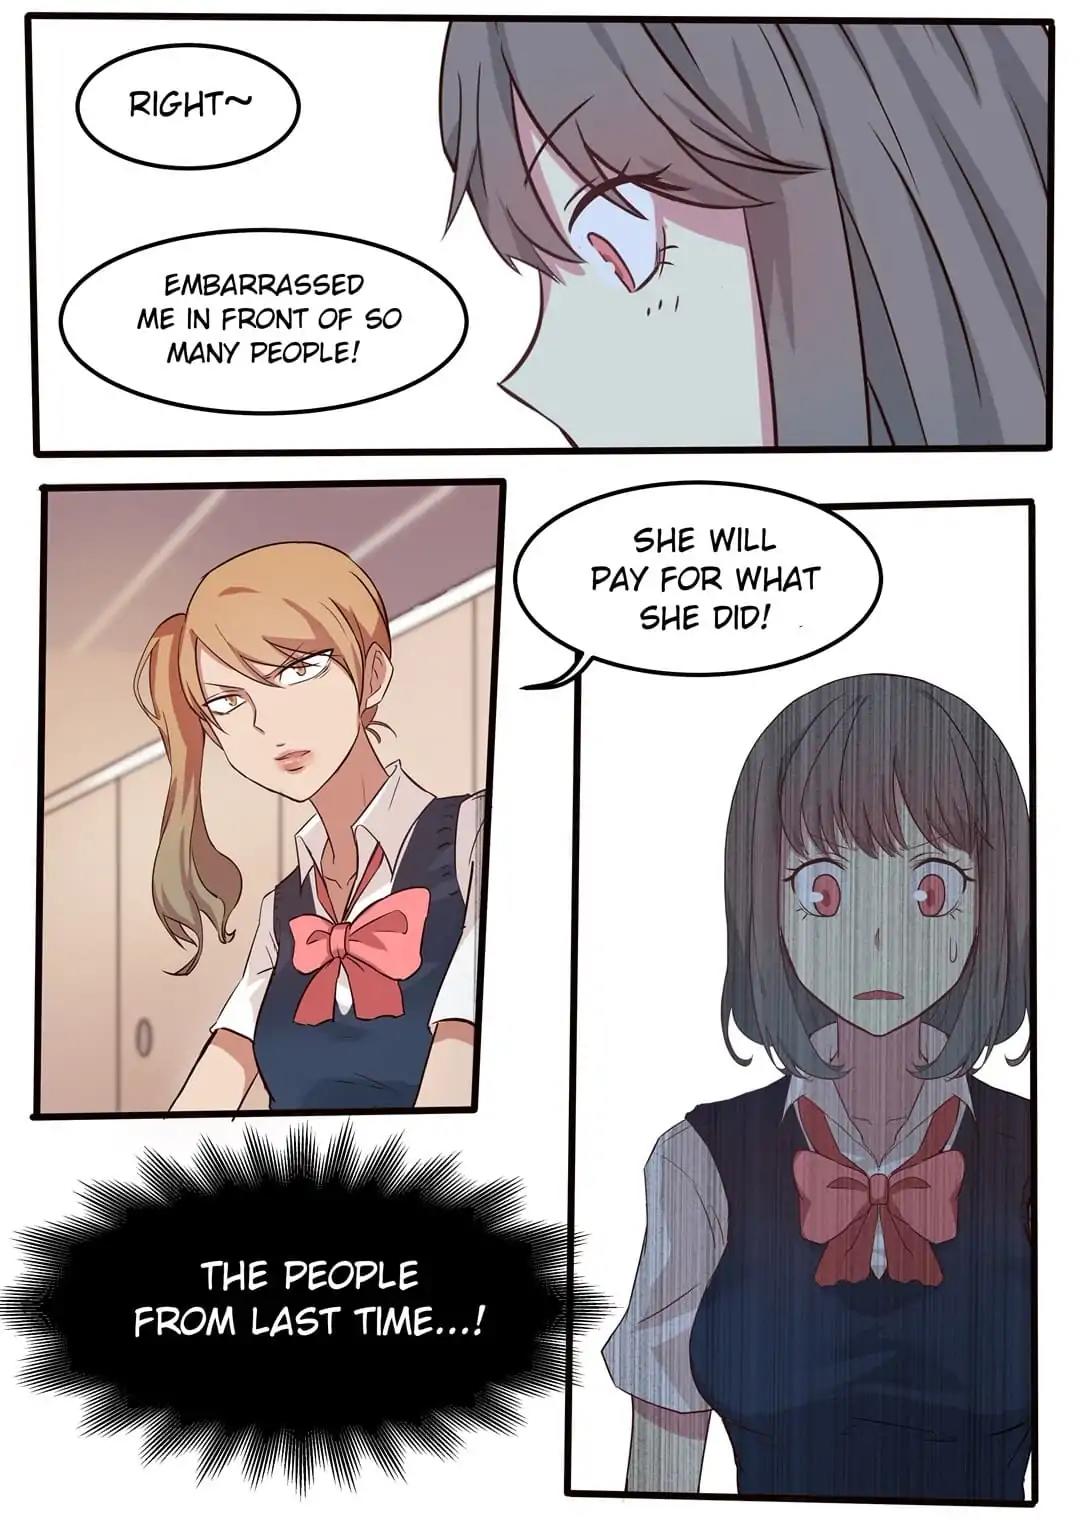 RIGHT~
EMBARRASSED
ME IN FRONT OF SO
MANY PEOPLE!
SHE WILL
PAY FOR WHAT
SHE DID!
THE PEOPLE
FROM LAST TIME...!